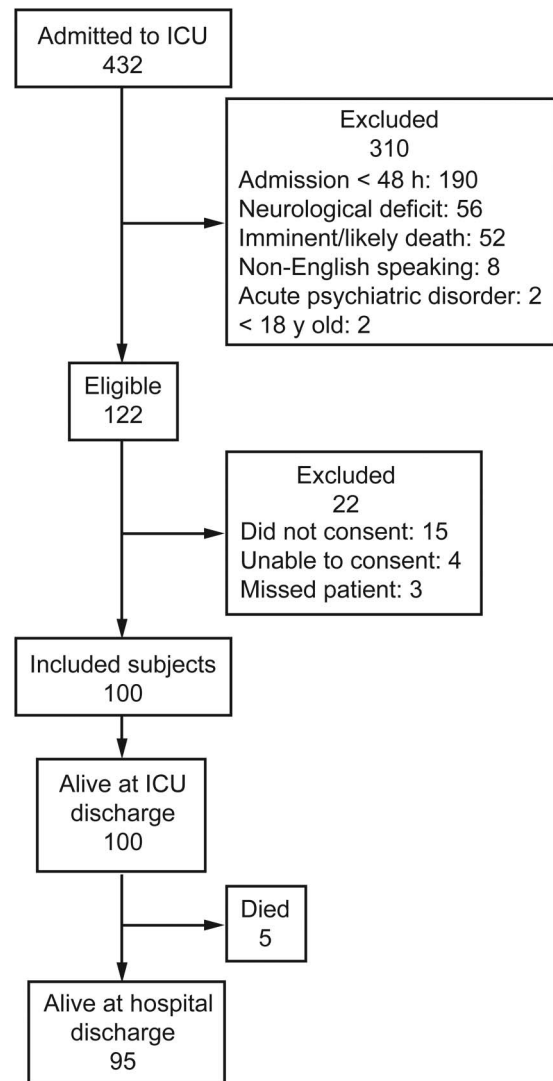 Admitted to ICU
432
Excluded
310
Admission < 48 h: 190
Neurological deficit: 56
Imminent/likely death: 52
Non-English speaking: 8
Acute psychiatric disorder: 2
< 18 y old: 2
Eligible
122
Excluded
22
Did not consent: 15
Unable to consent: 4
Missed patient: 3
Included subjects
100
Alive at ICU
discharge
100
Died
5
Alive at hospital
discharge
95